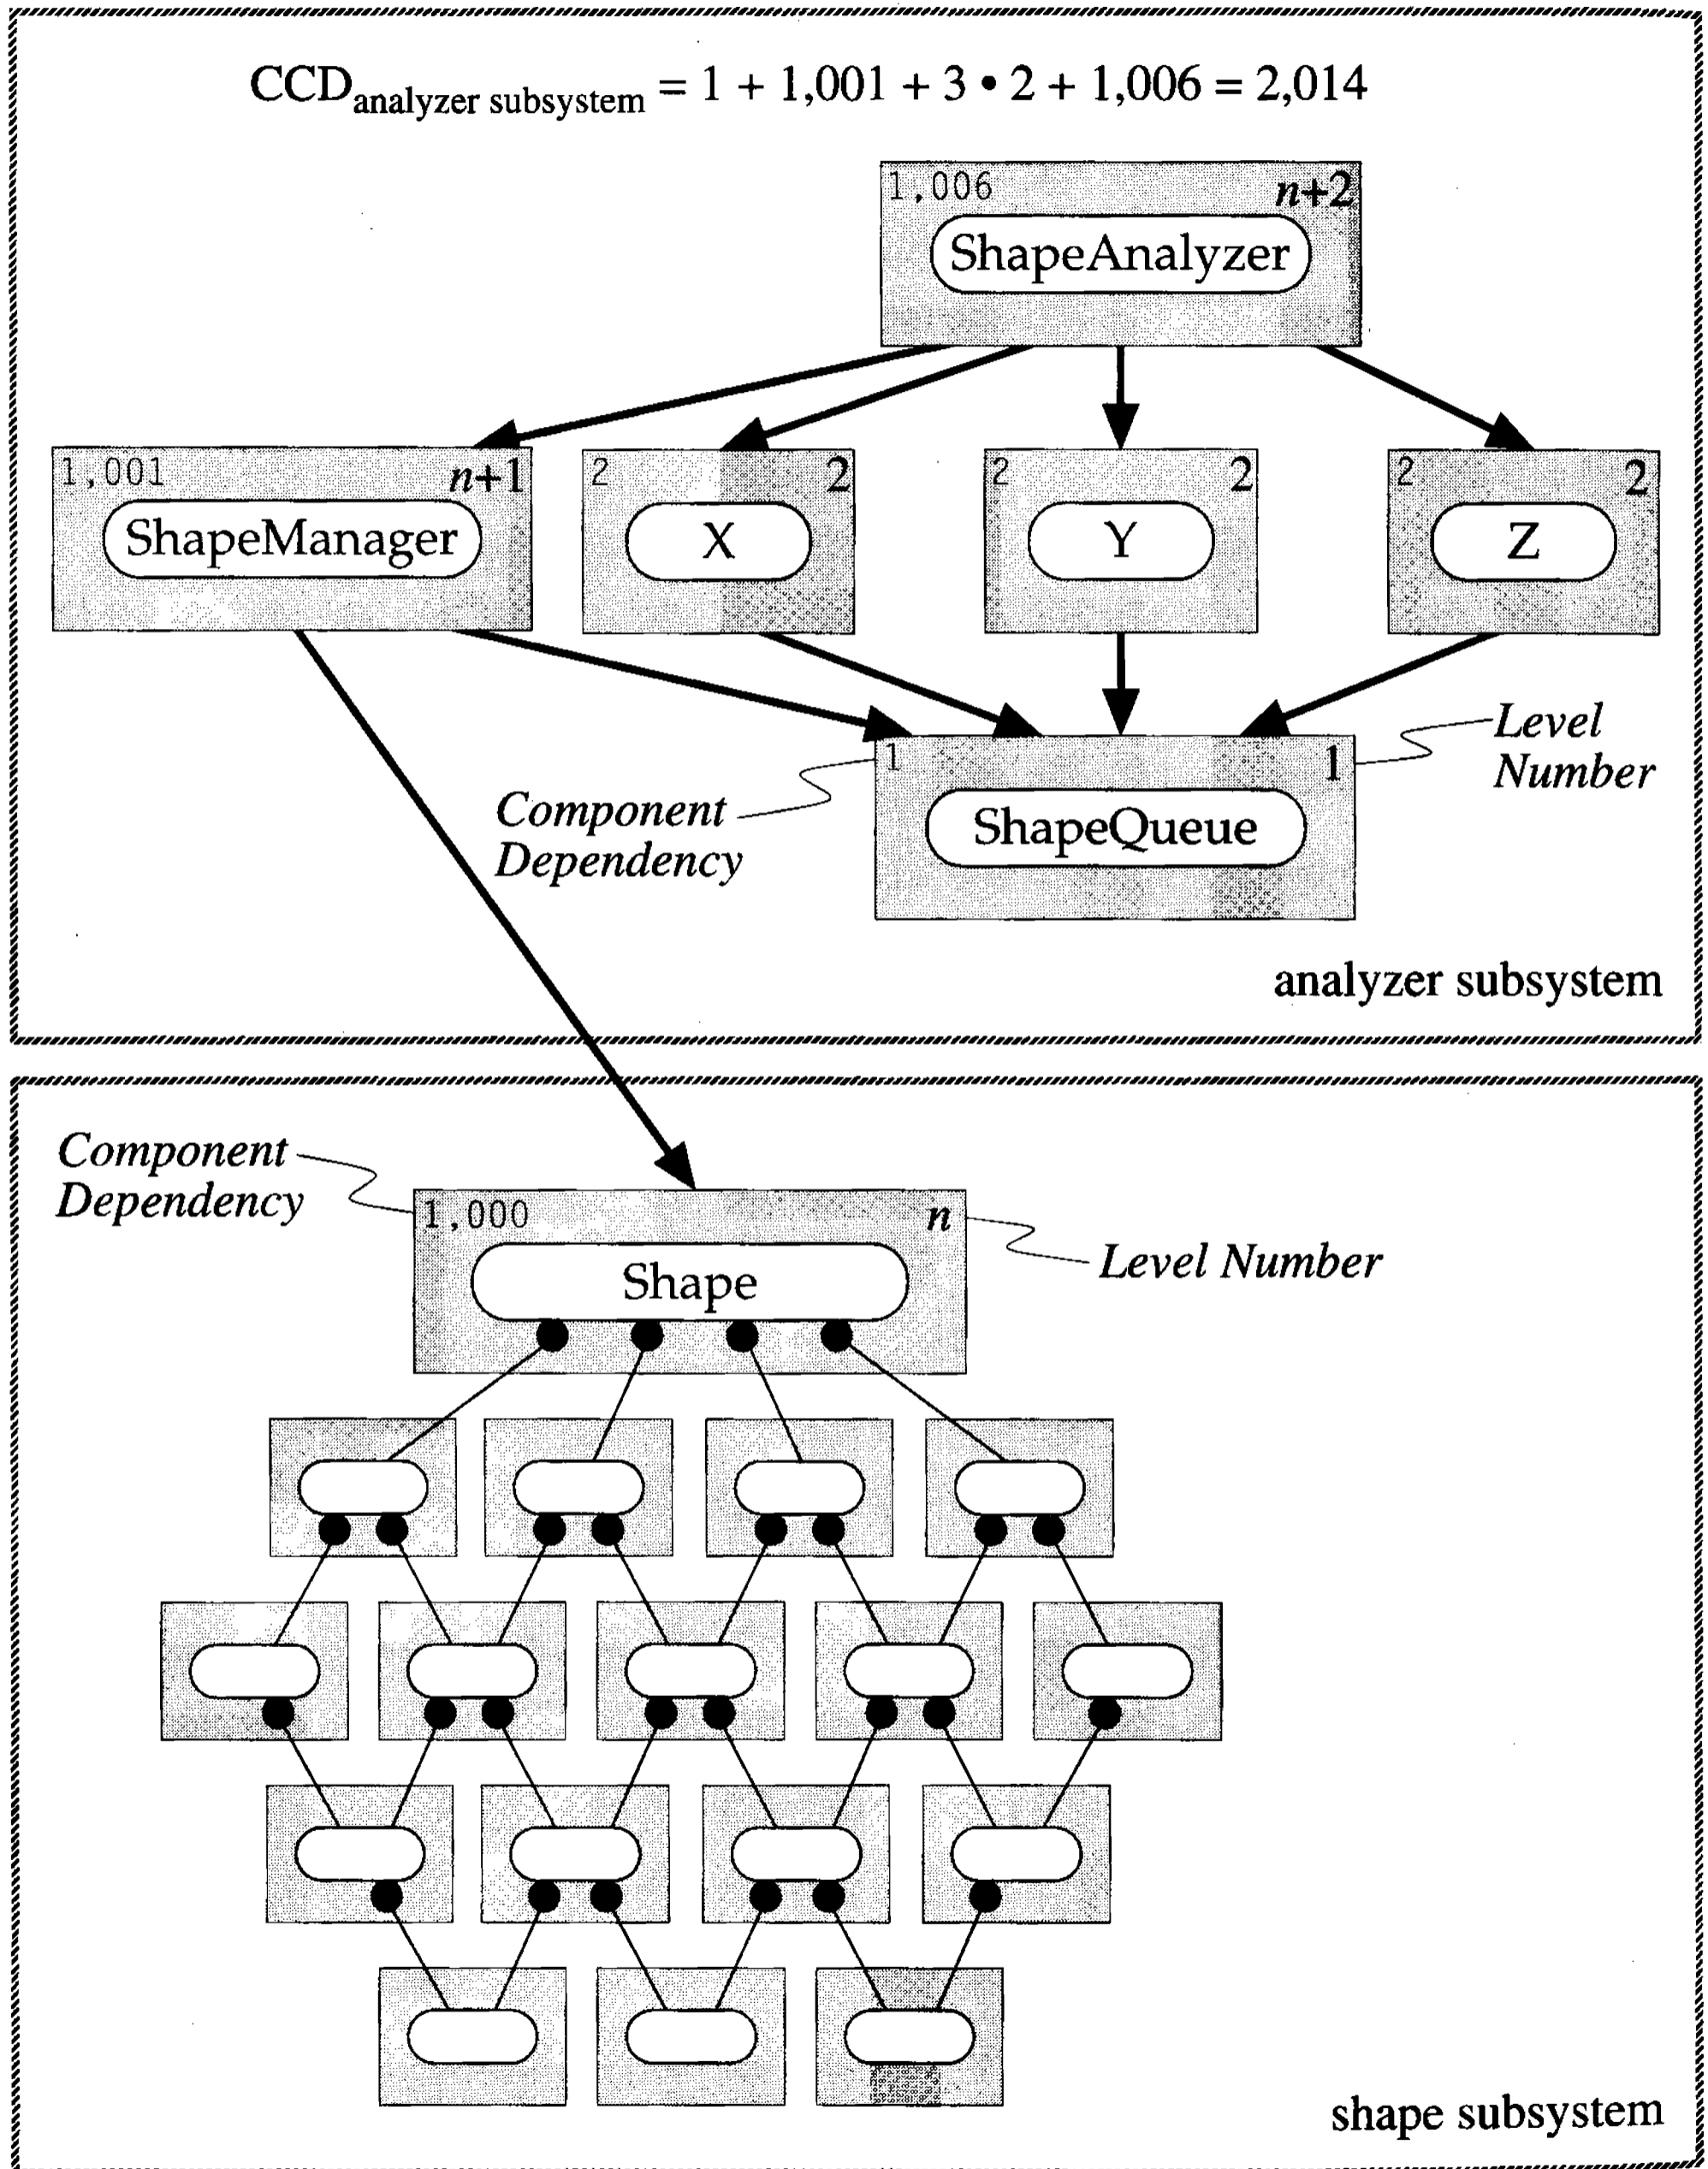 CCDanalyzer subsystem = 1 + 1,001 + 3 • 2 + 1,006 = 2,014
1,006 n+2
ShapeAnalyzer
1,001 n+1
ShapeManager
2 2
X
2 2
Y
2 2
Z
Level
Number
1 1
Component
Dependency
ShapeQueue
analyzer subsystem
Component
Dependency
1,000 n
Level Number
Shape
shape subsystem